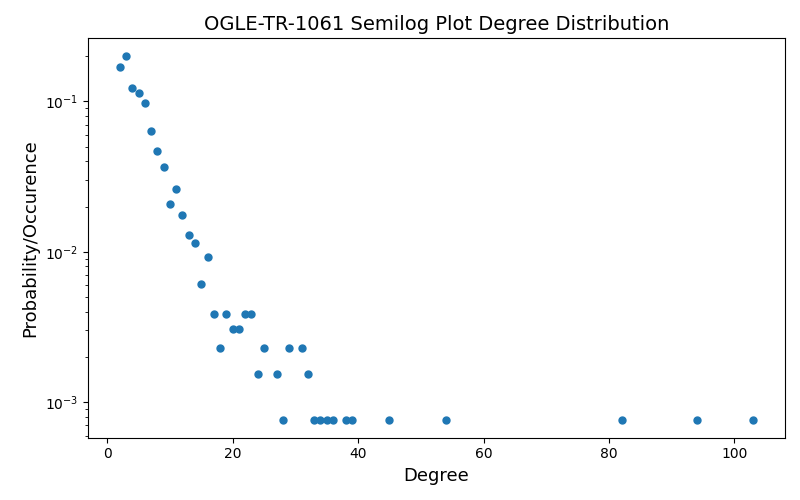 OGLE-TR-1061 Semilog Plot Degree Distribution
Probability/Occurence
10⁻¹
10⁻²
10⁻³
0 20 40 60 80 100
Degree